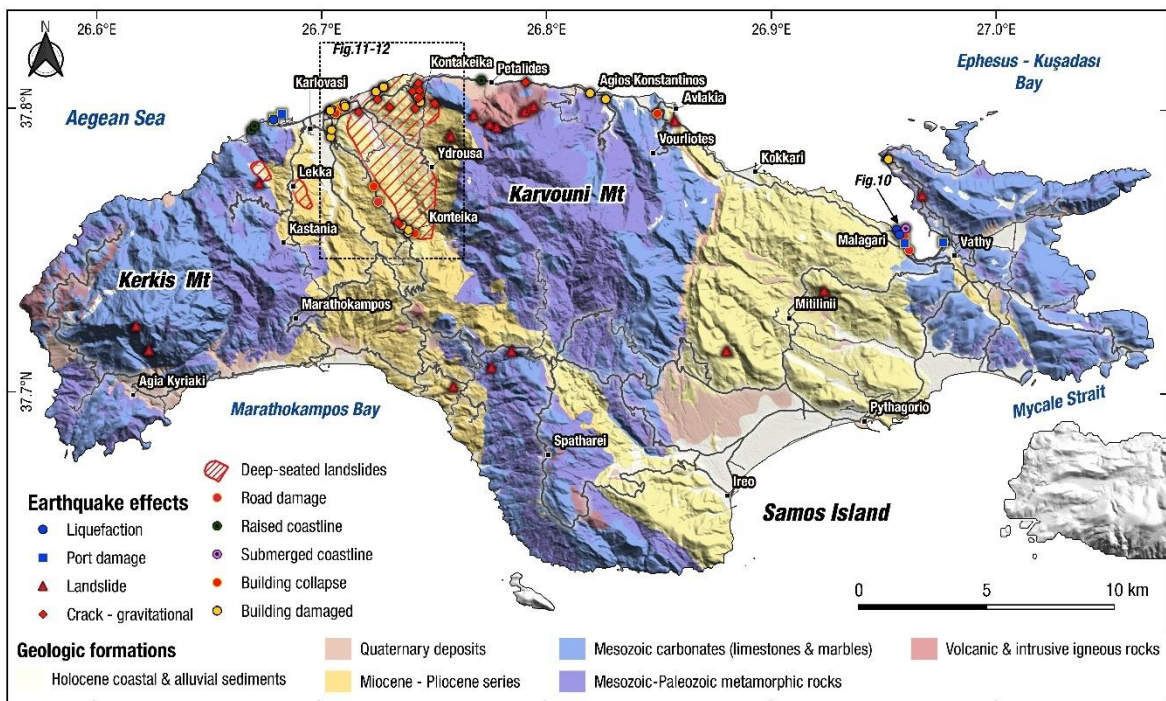 26.6°E
26.7°E
26.8°E
26.9°E
27.0°E
N
Fig.11-12
Kontakeika
Petalides
Karlovasi
Agios Konstantinos
Ephesus - Kuşadası
Bay
Avlakia
37.8°N
37.8°N
Aegean Sea
Vourliotes
Ydrousa
Kokkari
Lekka
Fig.10
Karvouni Mt
Konteika
Malagari
Vathy
Kastania
Kerkis Mt
Marathokampos
Mitilinii
37.7°N
37.7°N
Agia Kyriaki
Marathokampos Bay
Pythagorio
Mycale Strait
Spatharei
Ireo
Samos Island
Deep-seated landslides
Earthquake effects
Road damage
Liquefaction
Raised coastline
Port damage
Submerged coastline
Landslide
Building collapse
Crack - gravitational
Building damaged
0 5 10 km
Geologic formations
Quaternary deposits
Mesozoic carbonates (limestones & marbles)
Volcanic & intrusive igneous rocks
Holocene coastal & alluvial sediments
Miocene - Pliocene series
Mesozoic-Paleozoic metamorphic rocks